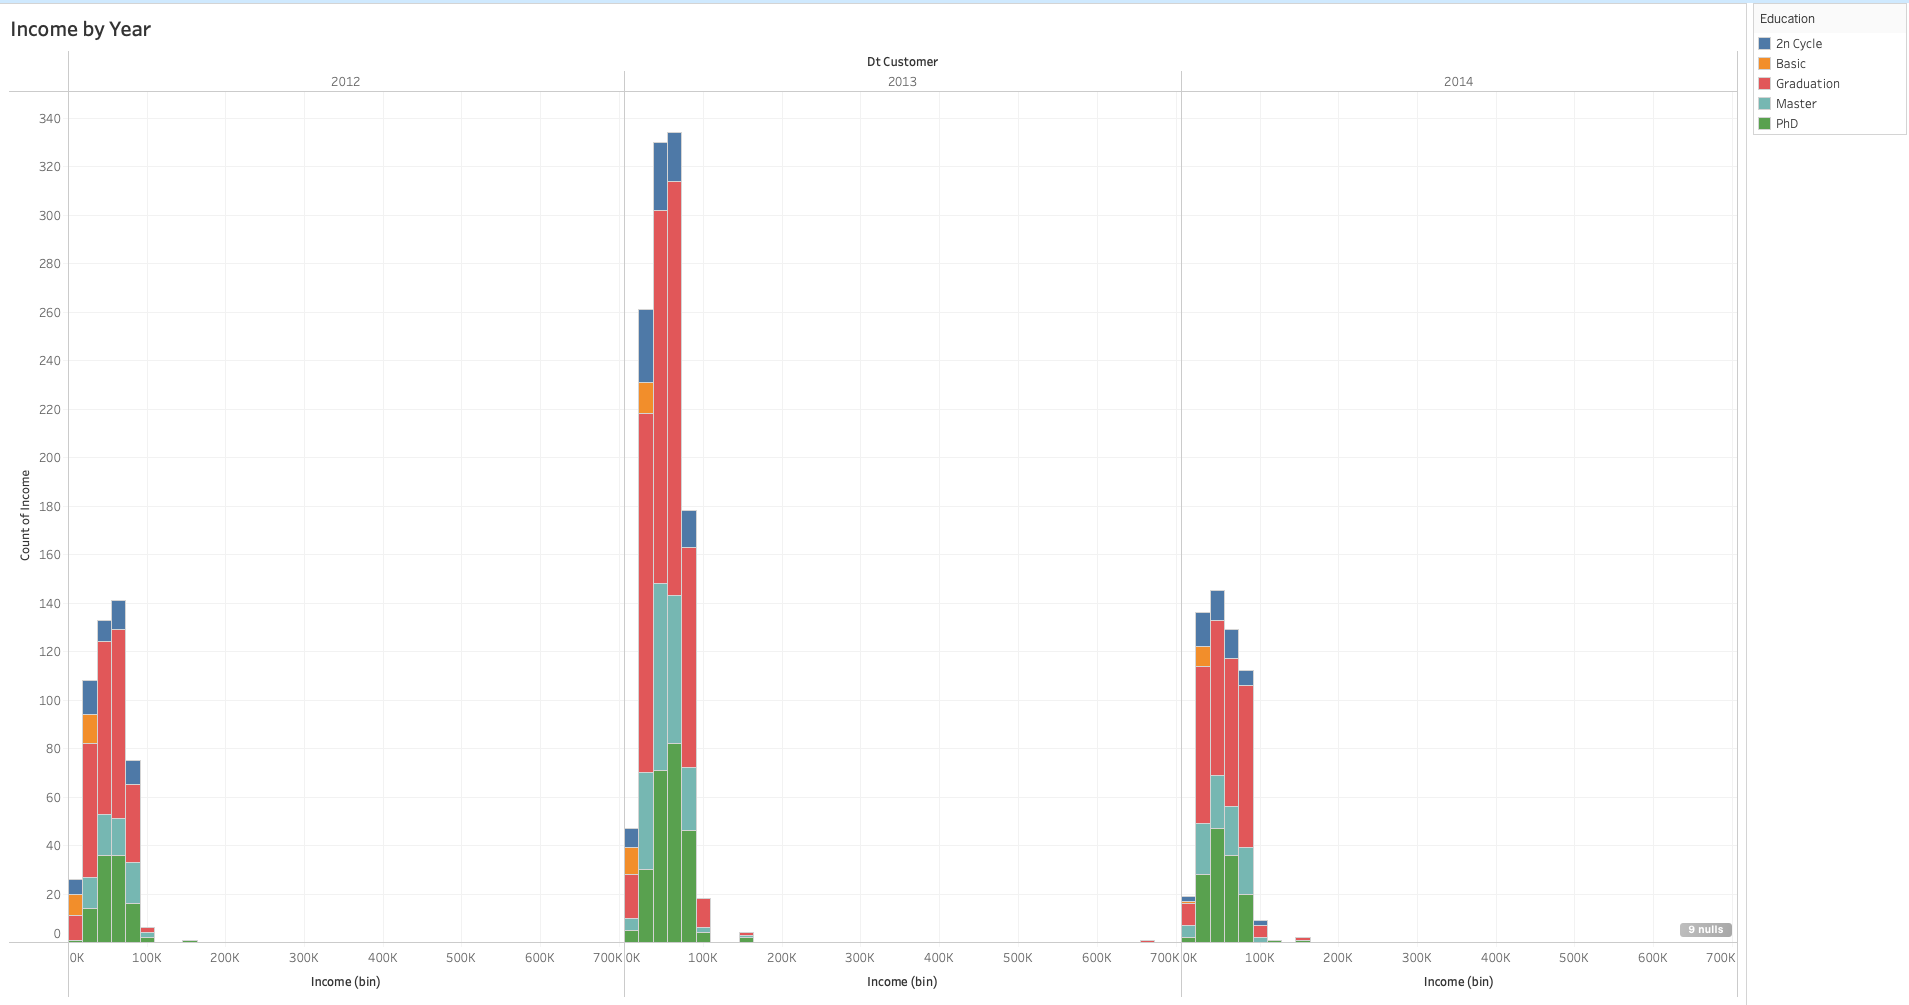 Income by Year
Dt Customer
2012 2013 2014
Count of Income
340
320
300
280
260
240
220
200
180
160
140
120
100
80
60
40
20
0
9 nulls
0K 100K 200K 300K 400K 500K 600K 700K 0K 100K 200K 300K 400K 500K 600K 700K 0K 100K 200K 300K 400K 500K 600K 700K
Income (bin) Income (bin) Income (bin)
Education
2n Cycle
Basic
Graduation
Master
PhD